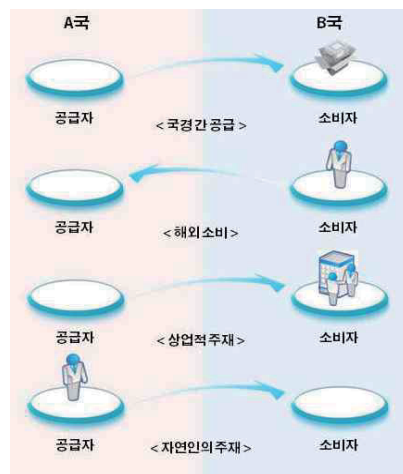 A국 B국
공급자 <국경간 공급> 소비자
공급자 <해외소비> 소비자
공급자 <상업적주재> 소비자
공급자 <자연인의주재> 소비자